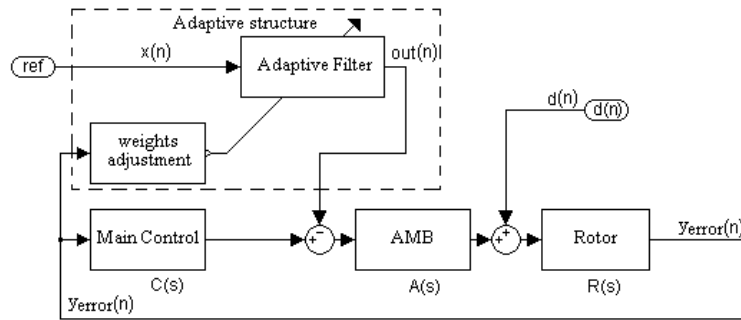 Adaptive structure
x(n)
out(n)
ref
Adaptive Filter
d(n)
d(n)
weights
adjustment
+
−
+
+
Main Control
AMB
Rotor
yerror(n)
C(s)
A(s)
R(s)
yerror(n)